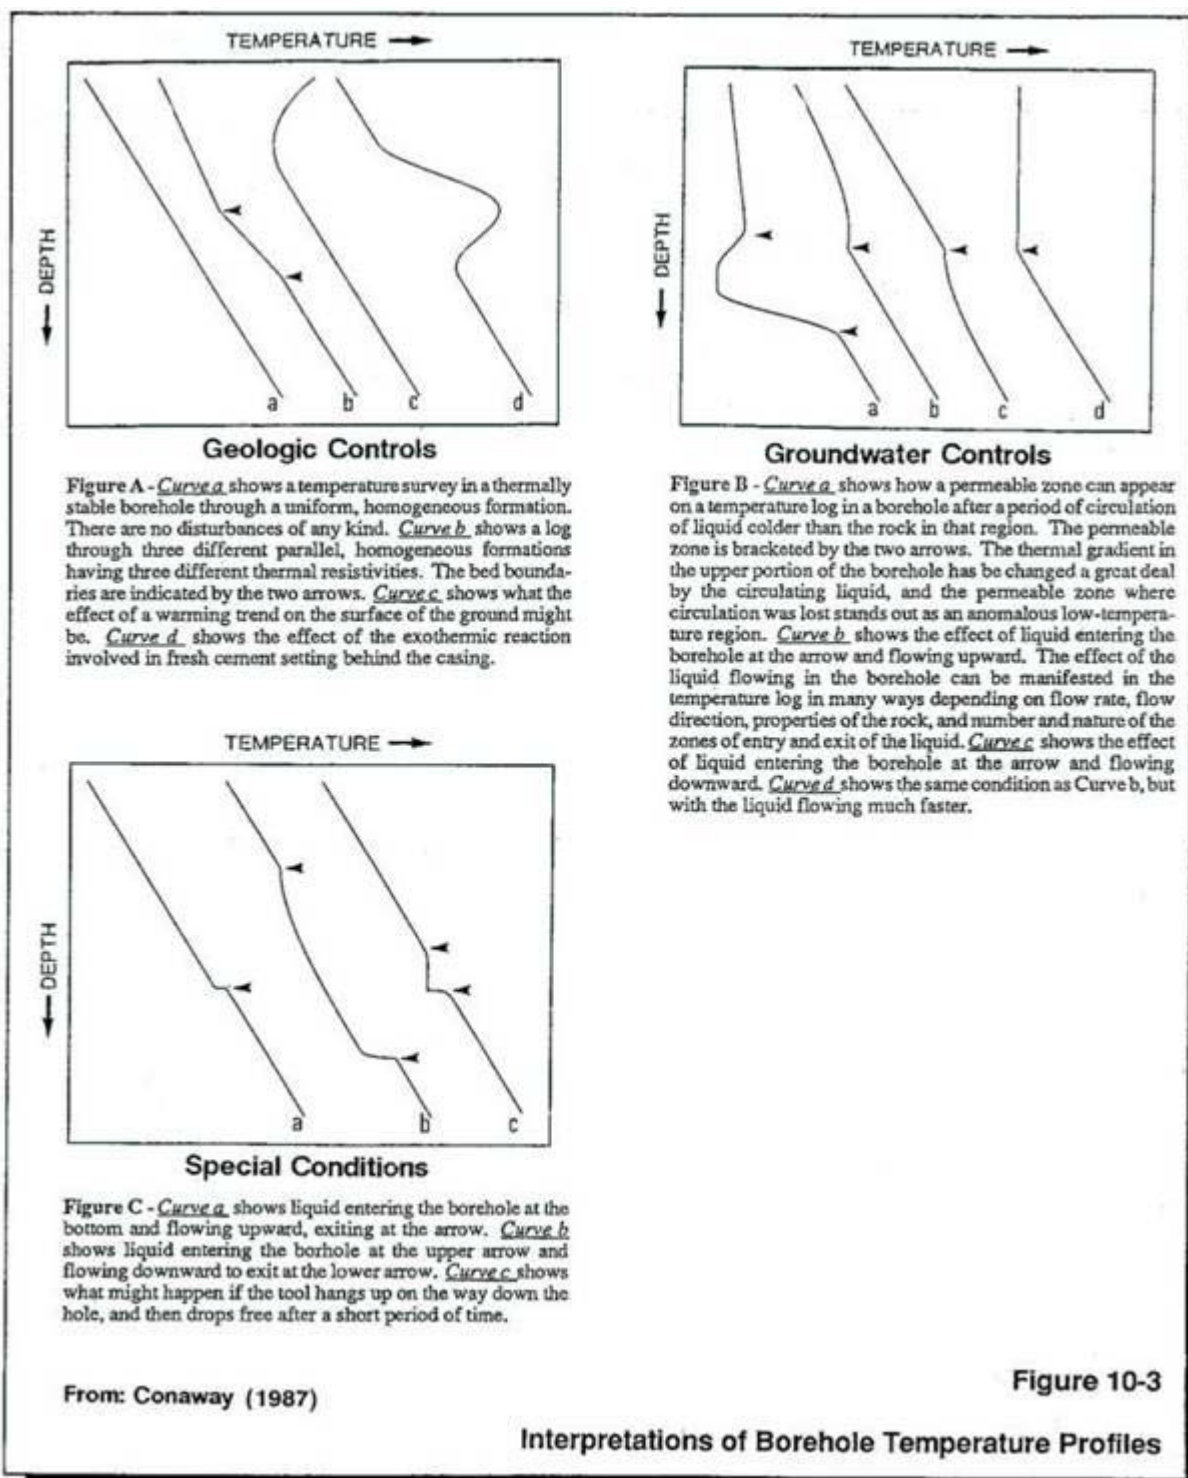 TEMPERATURE
DEPTH
a b c d
Geologic Controls
Figure A - Curve a shows a temperature survey in a thermally
stable borehole through a uniform, homogeneous formation.
There are no disturbances of any kind. Curve b shows a log
through three different parallel, homogeneous formations
having three different thermal resistivities. The bed bounda-
ries are indicated by the two arrows. Curve c shows what the
effect of a warming trend on the surface of the ground might
be. Curve d shows the effect of the exothermic reaction
involved in fresh cement setting behind the casing.
TEMPERATURE
DEPTH
a b c d
Groundwater Controls
Figure B - Curve a shows how a permeable zone can appear
on a temperature log in a borehole after a period of circulation
of liquid colder than the rock in that region. The permeable
zone is bracketed by the two arrows. The thermal gradient in
the upper portion of the borehole has be changed a great deal
by the circulating liquid, and the permeable zone where
circulation was lost stands out as an anomalous low-tempera-
ture region. Curve b shows the effect of liquid entering the
borehole at the arrow and flowing upward. The effect of the
liquid flowing in the borehole can be manifested in the
temperature log in many ways depending on flow rate, flow
direction, properties of the rock, and number and nature of the
zones of entry and exit of the liquid. Curve c shows the effect
of liquid entering the borehole at the arrow and flowing
downward. Curve d shows the same condition as Curve b, but
with the liquid flowing much faster.
TEMPERATURE
DEPTH
a b c
Special Conditions
Figure C - Curve a shows liquid entering the borehole at the
bottom and flowing upward, exiting at the arrow. Curve b
shows liquid entering the borhole at the upper arrow and
flowing downward to exit at the lower arrow. Curve c shows
what might happen if the tool hangs up on the way down the
hole, and then drops free after a short period of time.
From: Conaway (1987)
Figure 10-3
Interpretations of Borehole Temperature Profiles